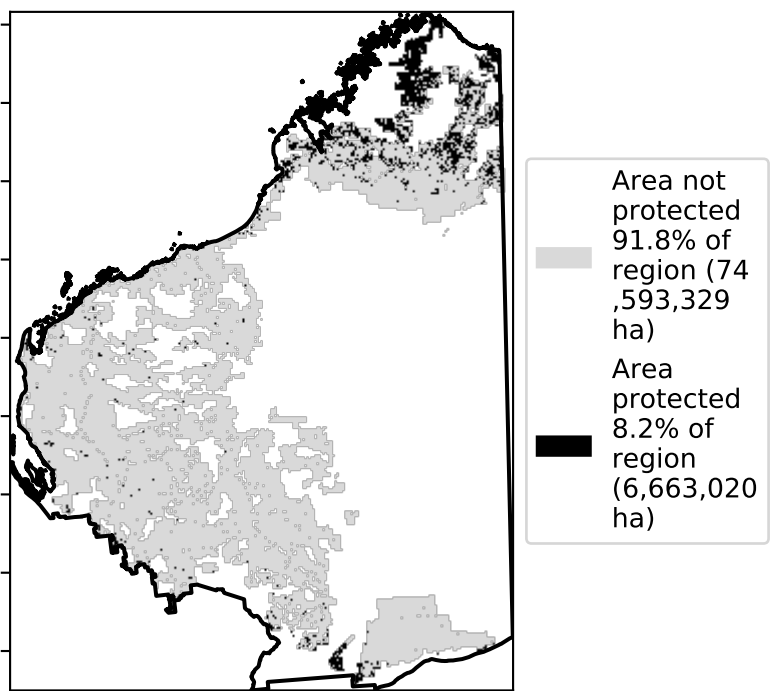 Area not
protected
91.8% of
region (74
,593,329
ha)
Area
protected
8.2% of
region
(6,663,020
ha)